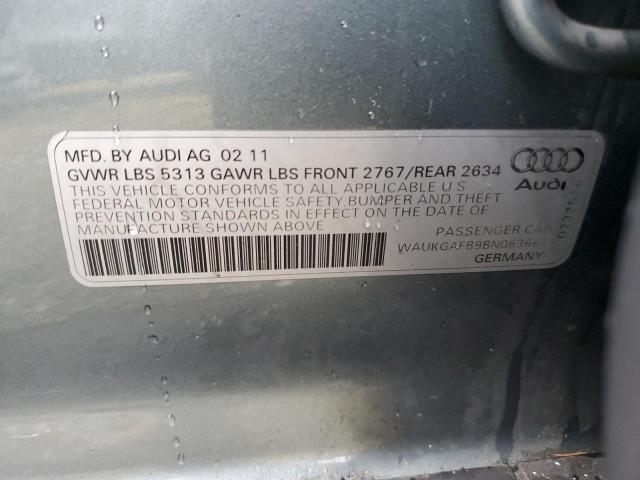 MFD. BY AUDI AG 02 11
GVWR LBS 5313 GAWR LBS FRONT 2767/REAR 2634
THIS VEHICLE CONFORMS TO ALL APPLICABLE U S
FEDERAL MOTOR VEHICLE SAFETY,BUMPER AND THEFT
PREVENTION STANDARDS IN EFFECT ON THE DATE OF
MANUFACTURE SHOWN ABOVE
Audi
PASSENGER CAR
GERMANY